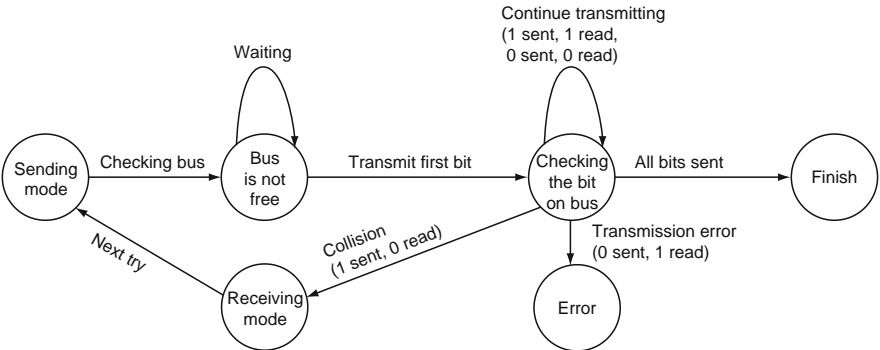 Continue transmitting
(1 sent, 1 read,
0 sent, 0 read)
Waiting
Sending
mode
Checking bus
Bus
is not
free
Transmit first bit
Checking
the bit
on bus
All bits sent
Finish
Next try
Collision
(1 sent, 0 read)
Transmission error
(0 sent, 1 read)
Receiving
mode
Error